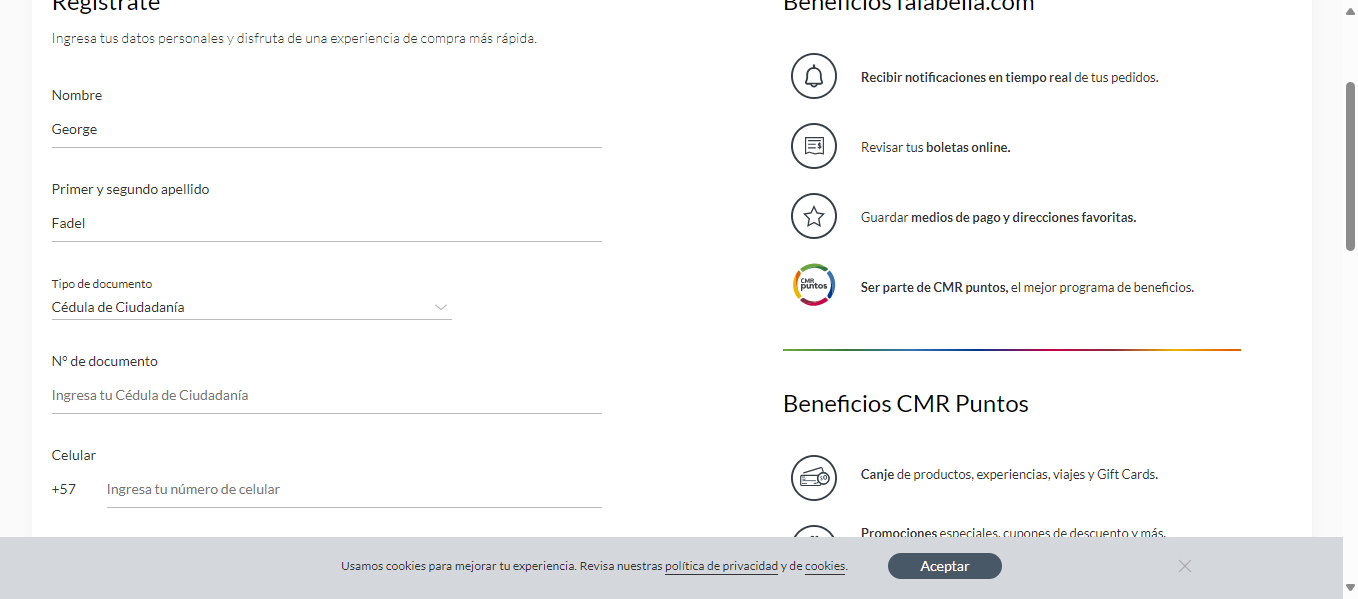 Regístrate
Ingresa tus datos personales y disfruta de una experiencia de compra más rápida.
Nombre
George
Primer y segundo apellido
Fadel
Tipo de documento
Cédula de Ciudadanía
N° de documento
Ingresa tu Cédula de Ciudadanía
Celular
+57 Ingresa tu número de celular
Beneficios falabella.com
Recibir notificaciones en tiempo real de tus pedidos.
Revisar tus boletas online.
Guardar medios de pago y direcciones favoritas.
CMR
puntos
Ser parte de CMR puntos, el mejor programa de beneficios.
Beneficios CMR Puntos
Canje de productos, experiencias, viajes y Gift Cards.
Promociones especiales, cupones de descuento y más.
Usamos cookies para mejorar tu experiencia. Revisa nuestras política de privacidad y de cookies.
Aceptar